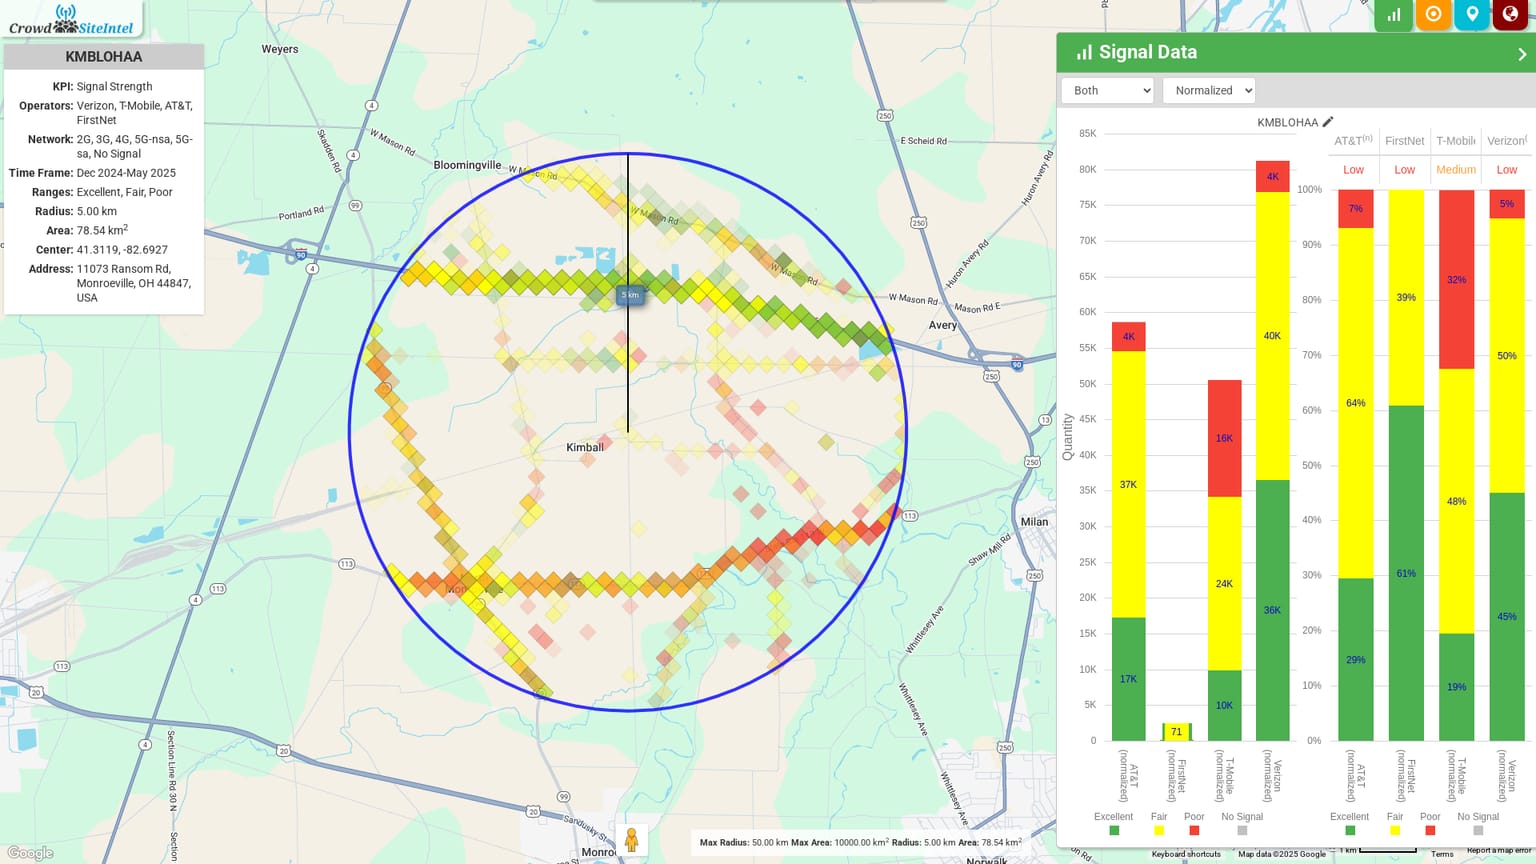 Crowd SiteIntel
KMBLOHAA
KPI: Signal Strength
Operators: Verizon, T-Mobile, AT&T,
FirstNet
Network: 2G, 3G, 4G, 5G-nsa, 5G-
sa, No Signal
Time Frame: Dec 2024-May 2025
Ranges: Excellent, Fair, Poor
Radius: 5.00 km
Area: 78.54 km2
Center: 41.3119, -82.6927
Address: 11073 Ransom Rd,
Monroeville, OH 44847,
USA
Weyers
4
W Mason Rd
Skadden Rd
4
Bloomingville
W Mason Rd
99
Portland Rd
90
4
250
E Scheid Rd
Huron Avery Rd
250
Huron Avery Rd
W Mason Rd
W Mason Rd
W Mason Rd
Mason Rd E
Avery
5 km
90
250
13
Kimball
250
113
Milan
Shaw Mill Rd
113
250
113
4
113
20
Whittlesey Ave
Whittlesey Ave
Whittlesey Ave
4
20
250
99
20
Section Line Rd 30 N
Section
Sandusky St
Monroe
Norwalk
Google
Max Radius: 50.00 km Max Area: 10000.00 km2 Radius: 5.00 km Area: 78.54 km2
Signal Data
Both
Normalized
KMBLOHAA
85K
80K
75K
70K
65K
60K
55K
50K
45K
40K
35K
30K
25K
20K
15K
10K
5K
0
Quantity
4K
37K
17K
71
16K
24K
10K
4K
40K
36K
AT&T
(normalized)
FirstNet
(normalized)
T-Mobile
(normalized)
Verizon
(normalized)
Excellent Fair Poor No Signal
AT&T(n) FirstNet T-Mobile Verizon(
Low Low Medium Low
100%
90%
80%
70%
60%
50%
40%
30%
20%
10%
0%
7%
64%
29%
39%
61%
32%
48%
19%
5%
50%
45%
AT&T
(normalized)
FirstNet
(normalized)
T-Mobile
(normalized)
Verizon
(normalized)
Excellent Fair Poor No Signal
Keyboard shortcuts Map data ©2025 Google 1 km Terms Report a map error